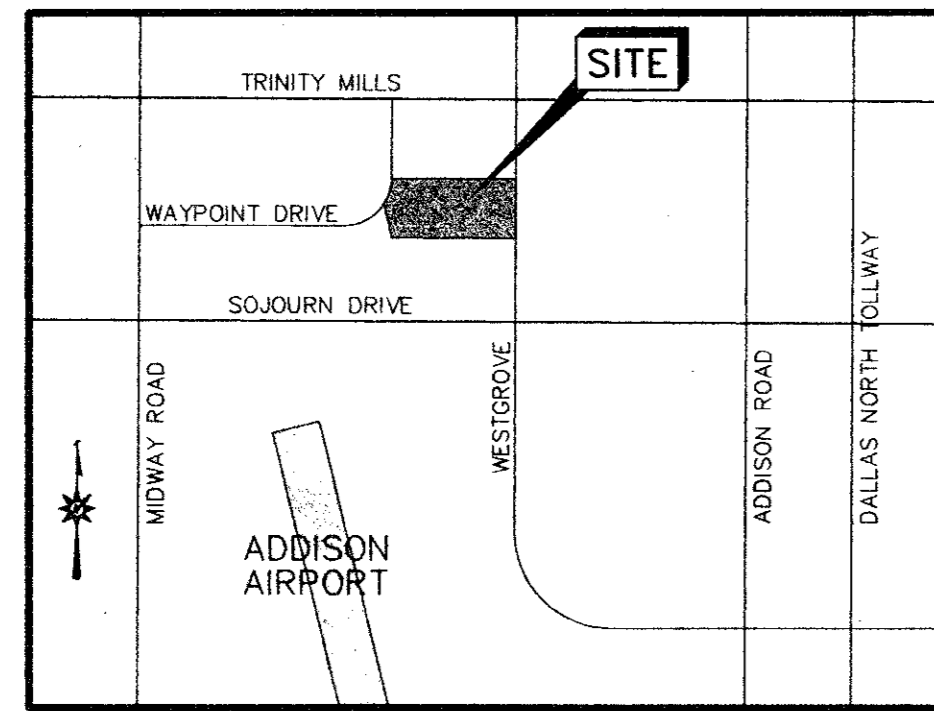 SITE
TRINITY MILLS
WAYPOINT DRIVE
SOJOURN DRIVE
MIDWAY ROAD
WESTGROVE
ADDISON ROAD
DALLAS NORTH TOLLWAY
ADDISON
AIRPORT